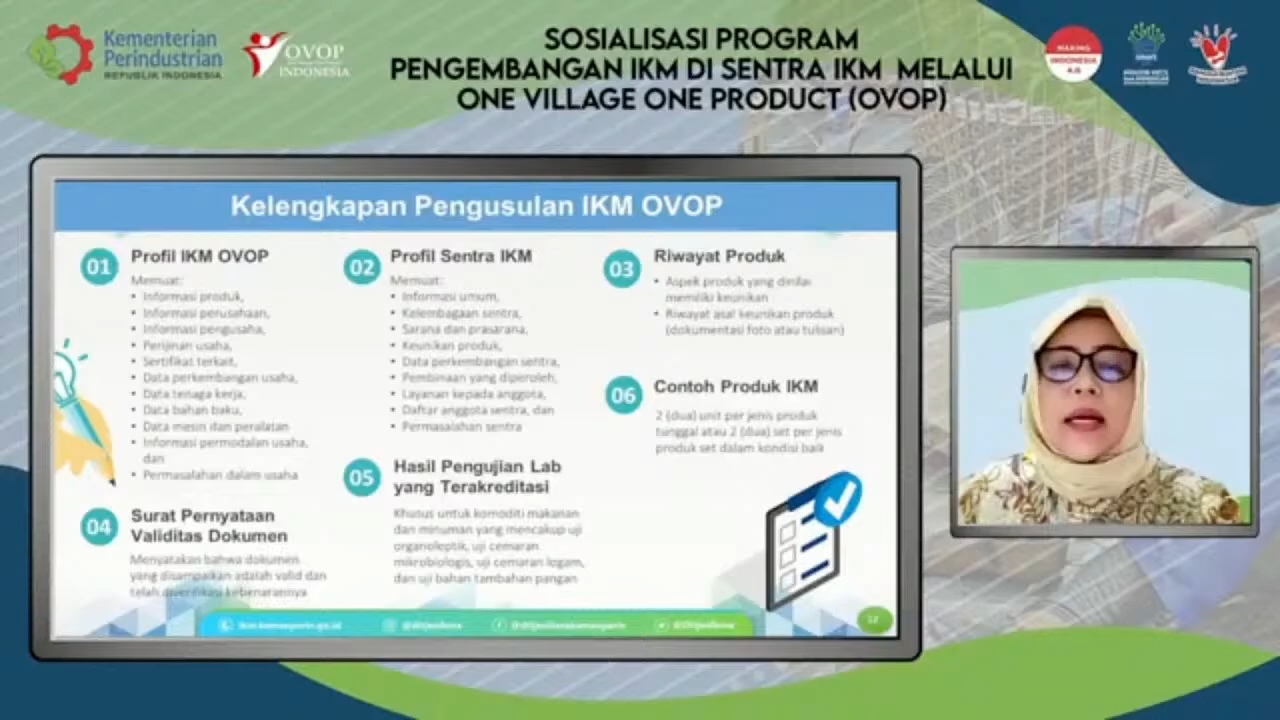 Kementerian
Perindustrian
REPUBLIK INDONESIA
OVOP
INDONESIA
SOSIALISASI PROGRAM
PENGEMBANGAN IKM DI SENTRA IKM MELALUI
ONE VILLAGE ONE PRODUCT (OVOP)
MAKING
INDONESIA
4.0
Kelengkapan Pengusulan IKM OVOP
01
Profil IKM OVOP
Memuat:
• Informasi produk,
• Informasi perusahaan,
• Informasi pengusaha,
• Perijinan usaha,
• Sertifikat terkait,
• Data perkembangan usaha,
• Data tenaga kerja,
• Data bahan baku,
• Data mesin dan peralatan
• Informasi permodalan usaha,
dan
• Permasalahan dalam usaha
02
Profil Sentra IKM
Memuat:
• Informasi umum,
• Kelembagaan sentra,
• Sarana dan prasarana,
• Keunikan produk,
• Data perkembangan sentra,
• Pembinaan yang diperoleh,
• Layanan kepada anggota,
• Daftar anggota sentra, dan
• Permasalahan sentra
03
Riwayat Produk
• Aspek produk yang dinilai
memiliki keunikan
• Riwayat asal keunikan produk
(dokumentasi foto atau tulisan)
04
Surat Pernyataan
Validitas Dokumen
Menyatakan bahwa dokumen
yang disampaikan adalah valid dan
telah diverifikasi kebenarannya
05
Hasil Pengujian Lab
yang Terakreditasi
Khusus untuk komoditi makanan
dan minuman yang mencakup uji
organoleptik, uji cemaran
mikrobiologis, uji cemaran logam,
dan uji bahan tambahan pangan
06
Contoh Produk IKM
2 (dua) unit per jenis produk
tunggal atau 2 (dua) set per jenis
produk set dalam kondisi baik
12